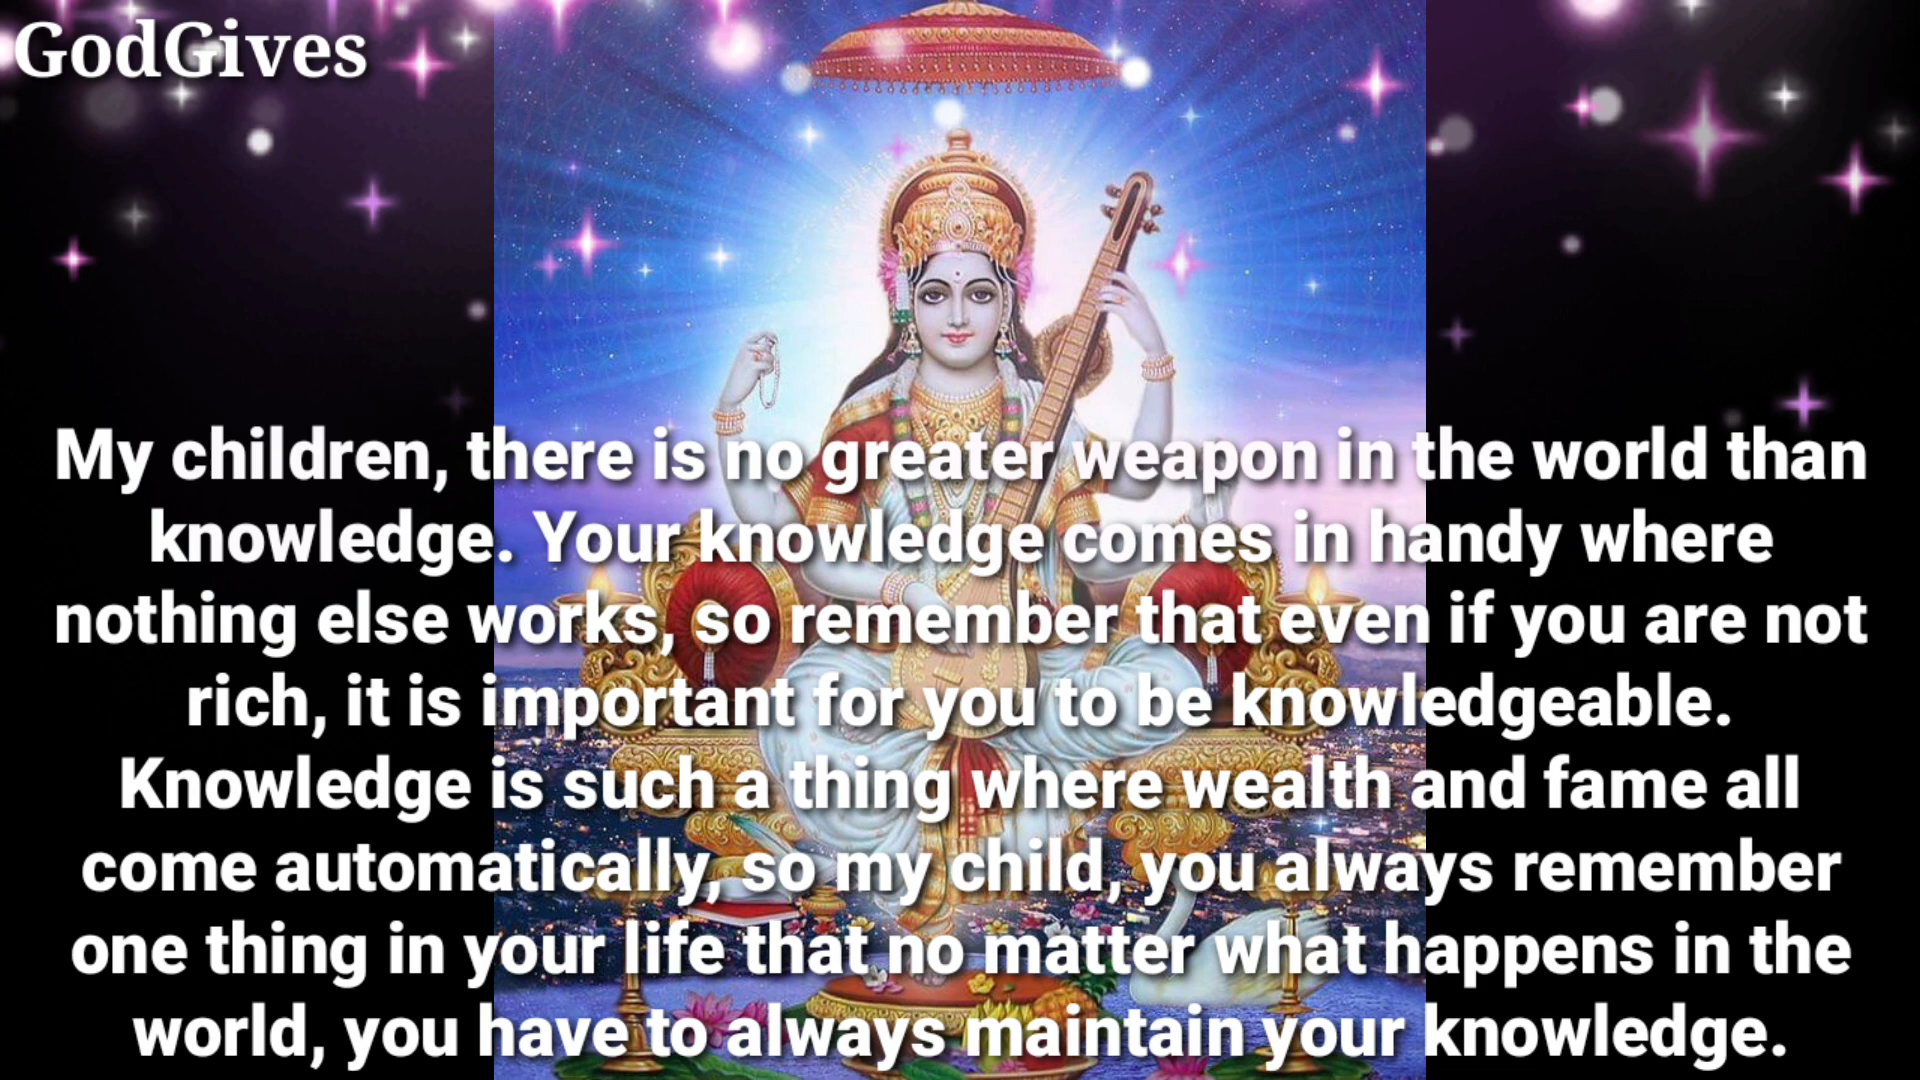 GodGives
My children, there is no greater weapon in the world than
knowledge. Your knowledge comes in handy where
nothing else works, so remember that even if you are not
rich, it is important for you to be knowledgeable.
Knowledge is such a thing where wealth and fame all
come automatically, so my child, you always remember
one thing in your life that no matter what happens in the
world, you have to always maintain your knowledge.